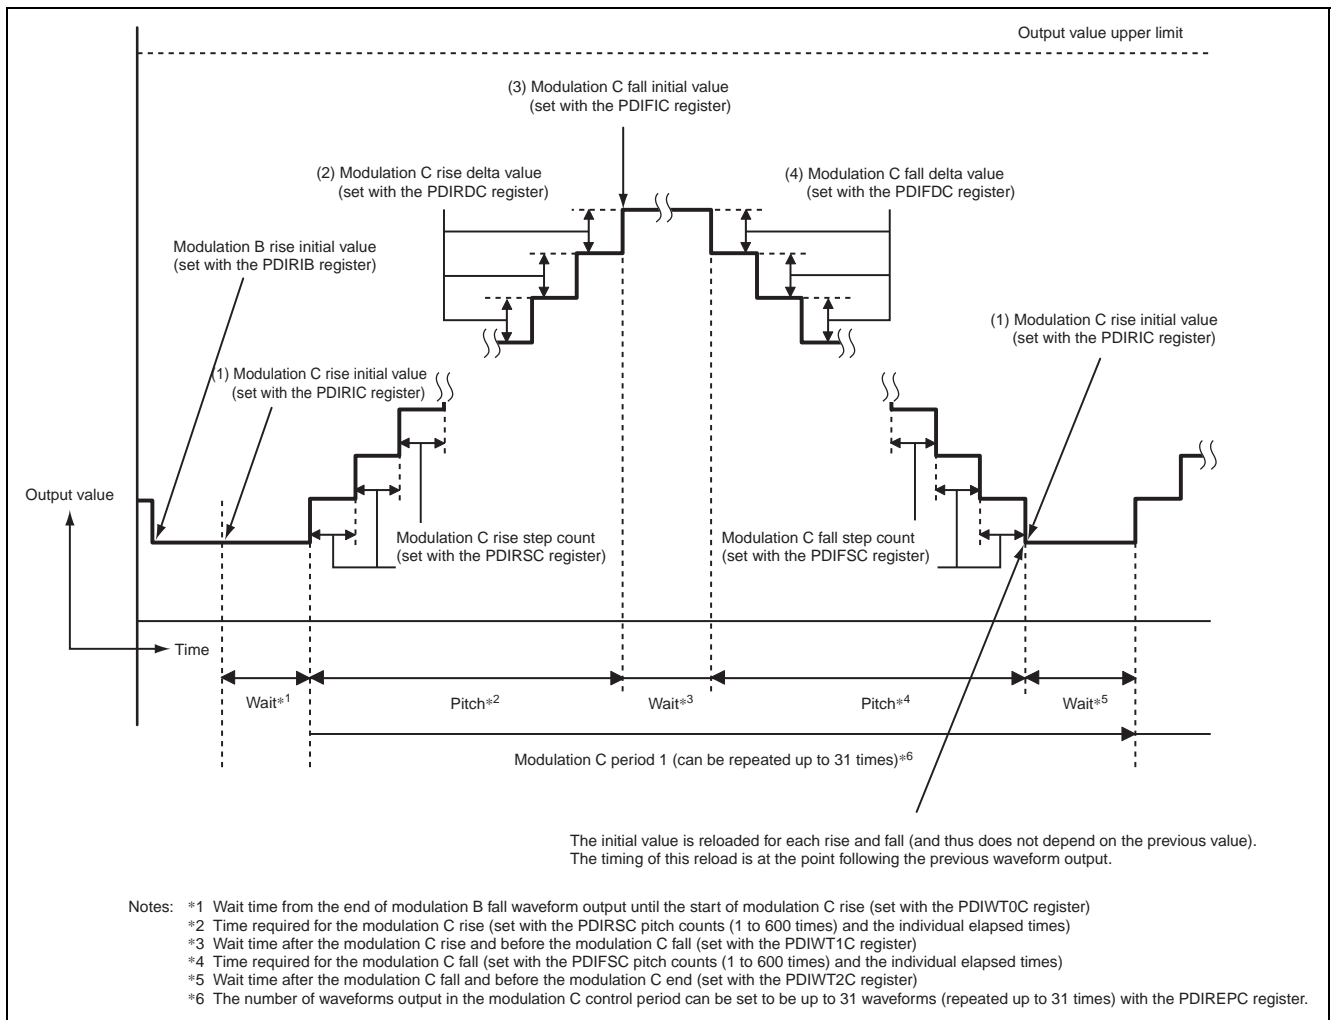 Output value upper limit
(3) Modulation C fall initial value
(set with the PDIFIC register)
(2) Modulation C rise delta value
(set with the PDIRDC register)
(4) Modulation C fall delta value
(set with the PDIFDC register)
Modulation B rise initial value
(set with the PDIRIB register)
(1) Modulation C rise initial value
(set with the PDIRIC register)
(1) Modulation C rise initial value
(set with the PDIRIC register)
Output value
Modulation C rise step count
(set with the PDIRSC register)
Modulation C fall step count
(set with the PDIFSC register)
Time
Wait*1
Pitch*2
Wait*3
Pitch*4
Wait*5
Modulation C period 1 (can be repeated up to 31 times)*6
The initial value is reloaded for each rise and fall (and thus does not depend on the previous value).
The timing of this reload is at the point following the previous waveform output.
Notes: *1 Wait time from the end of modulation B fall waveform output until the start of modulation C rise (set with the PDIWT0C register)
*2 Time required for the modulation C rise (set with the PDIRSC pitch counts (1 to 600 times) and the individual elapsed times)
*3 Wait time after the modulation C rise and before the modulation C fall (set with the PDIWT1C register)
*4 Time required for the modulation C fall (set with the PDIFSC pitch counts (1 to 600 times) and the individual elapsed times)
*5 Wait time after the modulation C fall and before the modulation C end (set with the PDIWT2C register)
*6 The number of waveforms output in the modulation C control period can be set to be up to 31 waveforms (repeated up to 31 times) with the PDIREPC register.